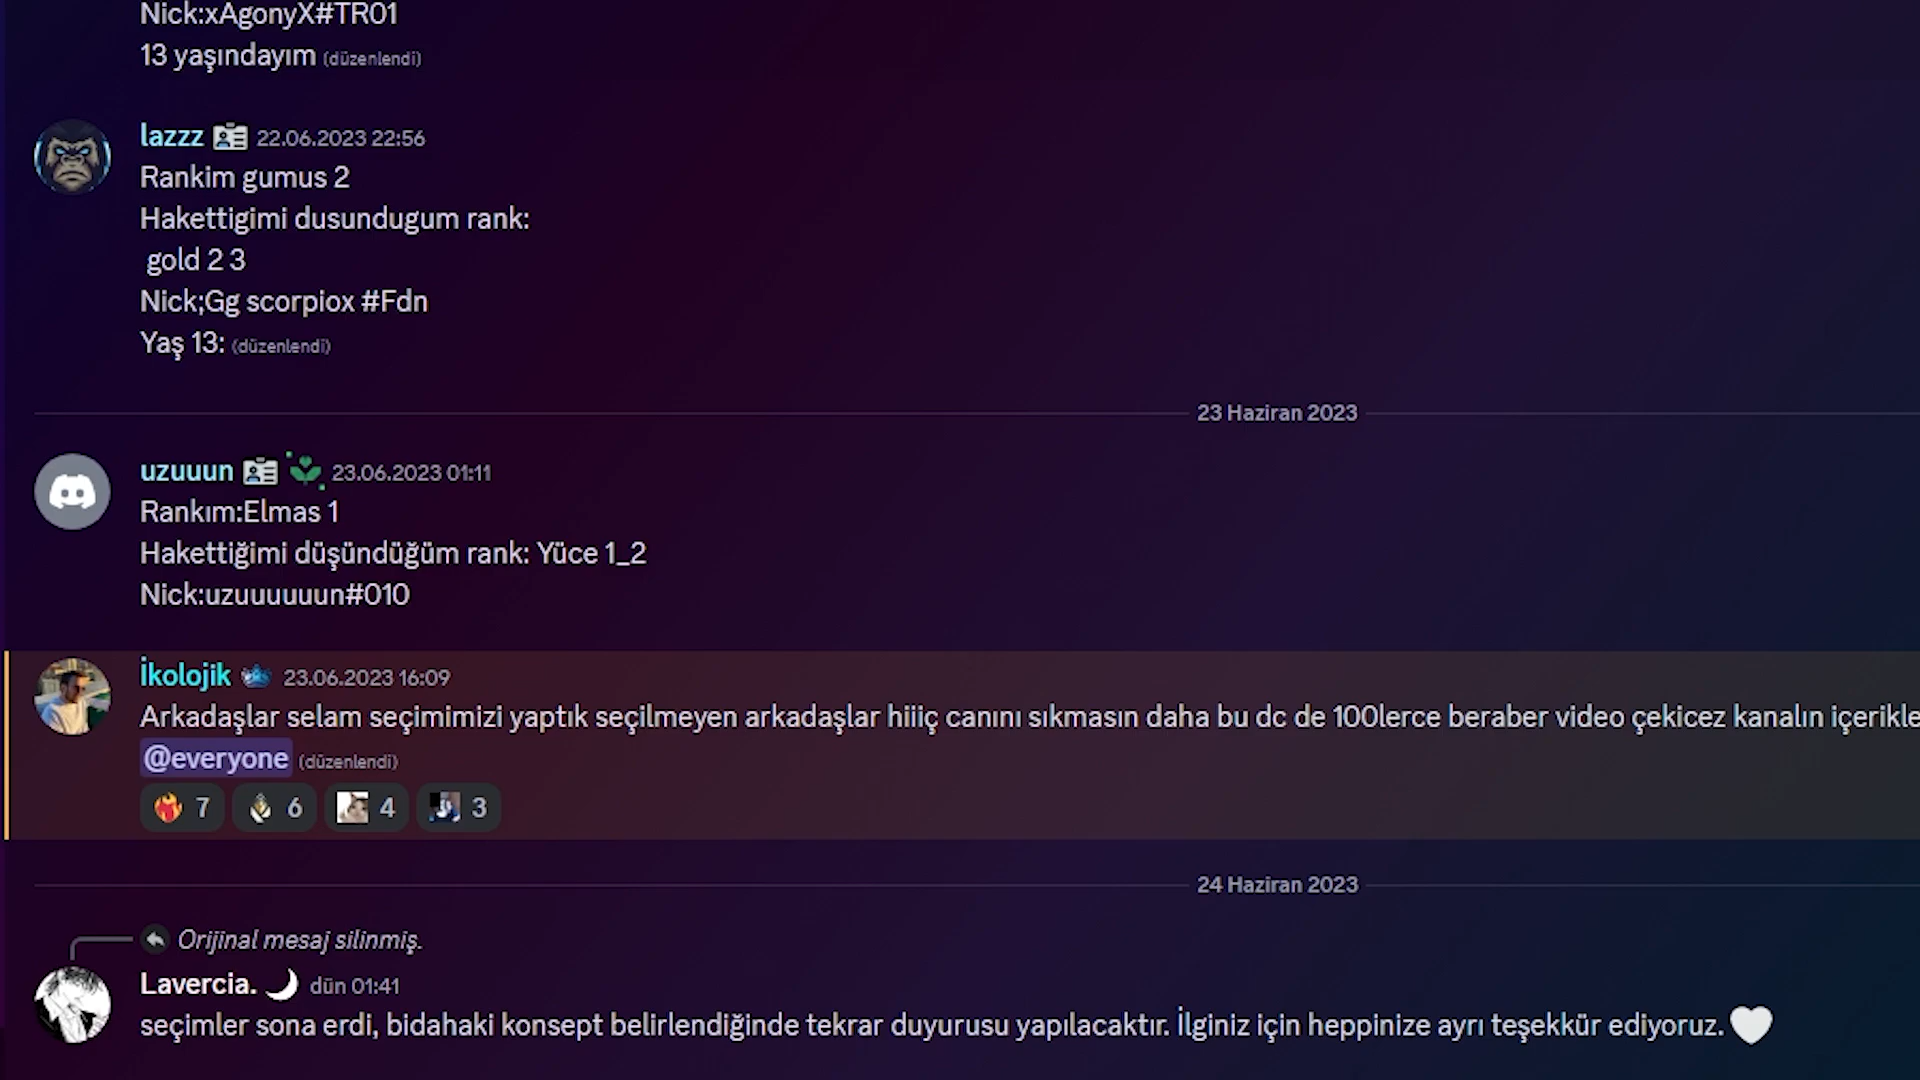 Nick:xAgonyX#TR01
13 yaşındayım (düzenlendi)
lazzz 22.06.2023 22:56
Rankim gumus 2
Hakettigimi dusundugum rank:
gold 2 3
Nick;Gg scorpiox #Fdn
Yaş 13: (düzenlendi)
23 Haziran 2023
uzuuun 23.06.2023 01:11
Rankım:Elmas 1
Hakettiğimi düşündüğüm rank: Yüce 1_2
Nick:uzuuuuuun#010
İkolojik 23.06.2023 16:09
Arkadaşlar selam seçimimizi yaptık seçilmeyen arkadaşlar hiiiç canını sıkmasın daha bu dc de 100lerce beraber video çekicez kanalın içerikle
@everyone (düzenlendi)
7 6 4 3
24 Haziran 2023
Orijinal mesaj silinmiş.
Lavercia. dün 01:41
seçimler sona erdi, bidahaki konsept belirlendiğinde tekrar duyurusu yapılacaktır. İlginiz için heppinize ayrı teşekkür ediyoruz.